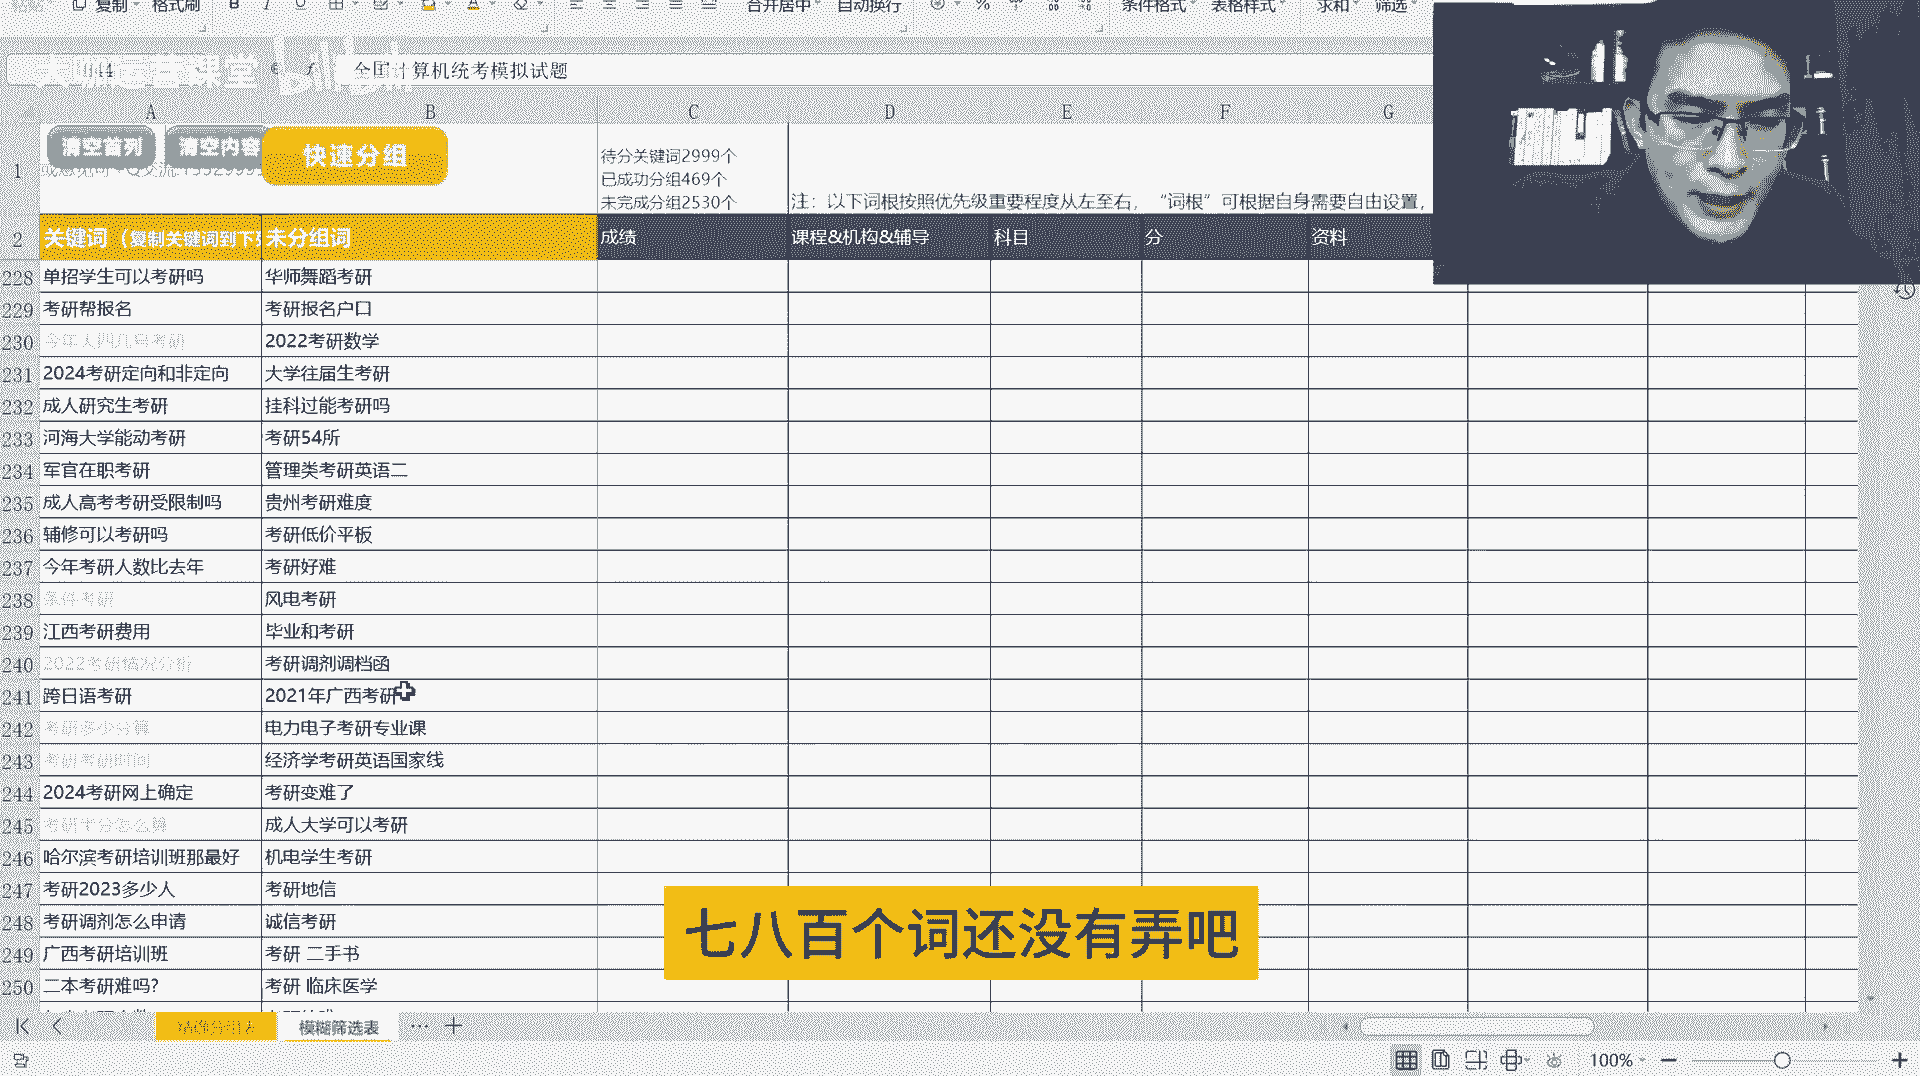 复制 格式刷 B I U 合并居中 自动换行 % 条件格式 表格样式 求和 筛选
大咖运营课堂 bilibili
全国计算机统考模拟试题
A B C D E F G
1 清空首列 清空内容 快速分组
待分关键词2999个
已成功分组469个
未完成分组2530个
注：以下词根按照优先级重要程度从左至右，“词根”可根据自身需要自由设置，
2 关键词（复制关键词到下 未分组词 成绩 课程&机构&辅导 科目 分 资料
228 单招学生可以考研吗 华师舞蹈考研
229 考研帮报名 考研报名户口
230 今年大四几号考研 2022考研数学
231 2024考研定向和非定向 大学往届生考研
232 成人研究生考研 挂科过能考研吗
233 河海大学能动考研 考研54所
234 军官在职考研 管理类考研英语二
235 成人高考考研受限制吗 贵州考研难度
236 辅修可以考研吗 考研低价平板
237 今年考研人数比去年 考研好难
238 条件考研 风电考研
239 江西考研费用 毕业和考研
240 2022考研情况分析 考研调剂调档函
241 跨日语考研 2021年广西考研
242 考研多少分算 电力电子考研专业课
243 考研考研时间 经济学考研英语国家线
244 2024考研网上确定 考研变难了
245 考研学分怎么算 成人大学可以考研
246 哈尔滨考研培训班那最好 机电学生考研
247 考研2023多少人 考研地信
248 考研调剂怎么申请 诚信考研
249 广西考研培训班 考研 二手书
250 二本考研难吗? 考研 临床医学
七八百个词还没有弄吧
精准分组表 模糊筛选表 ··· +
100% − +